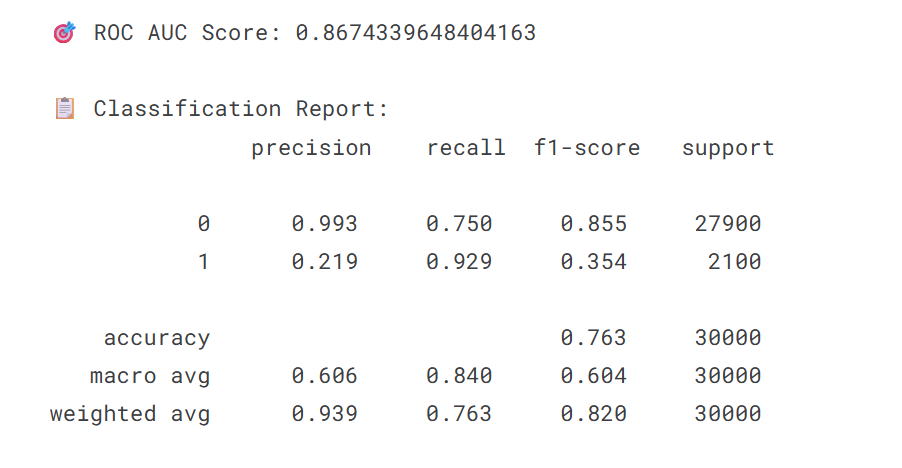 🎯 ROC AUC Score: 0.8674339648404163
📋 Classification Report:
precision recall f1-score support
0 0.993 0.750 0.855 27900
1 0.219 0.929 0.354 2100
accuracy 0.763 30000
macro avg 0.606 0.840 0.604 30000
weighted avg 0.939 0.763 0.820 30000